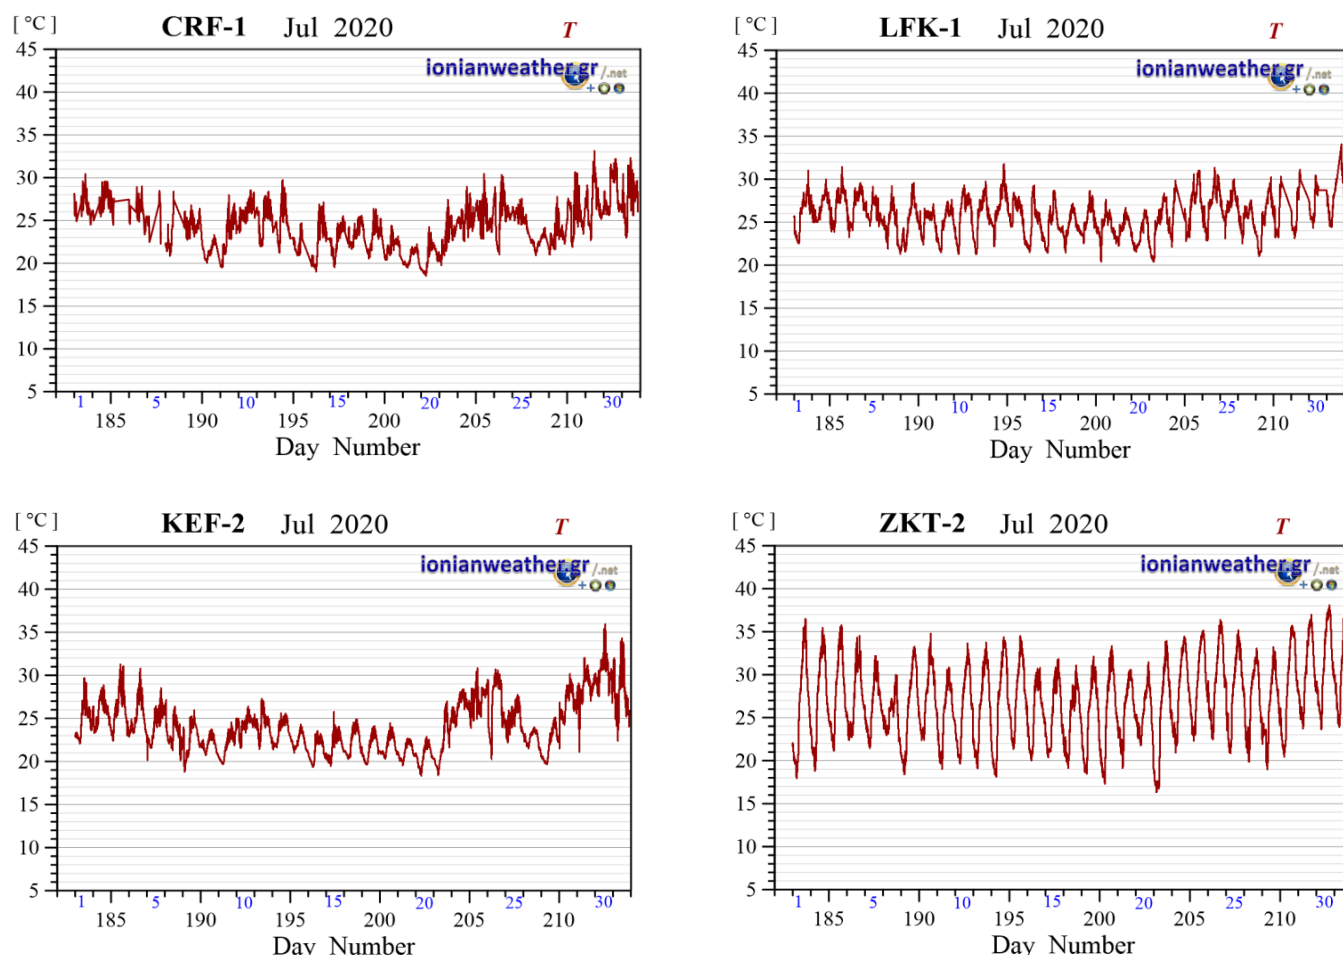 [ °C ] CRF-1 Jul 2020 T
ionianweather.gr /.net
45
40
35
30
25
20
15
10
5
1 5 10 15 20 25 30
185 190 195 200 205 210
Day Number
[ °C ] LFK-1 Jul 2020 T
ionianweather.gr /.net
45
40
35
30
25
20
15
10
5
1 5 10 15 20 25 30
185 190 195 200 205 210
Day Number
[ °C ] KEF-2 Jul 2020 T
ionianweather.gr /.net
45
40
35
30
25
20
15
10
5
1 5 10 15 20 25 30
185 190 195 200 205 210
Day Number
[ °C ] ZKT-2 Jul 2020 T
ionianweather.gr /.net
45
40
35
30
25
20
15
10
5
1 5 10 15 20 25 30
185 190 195 200 205 210
Day Number